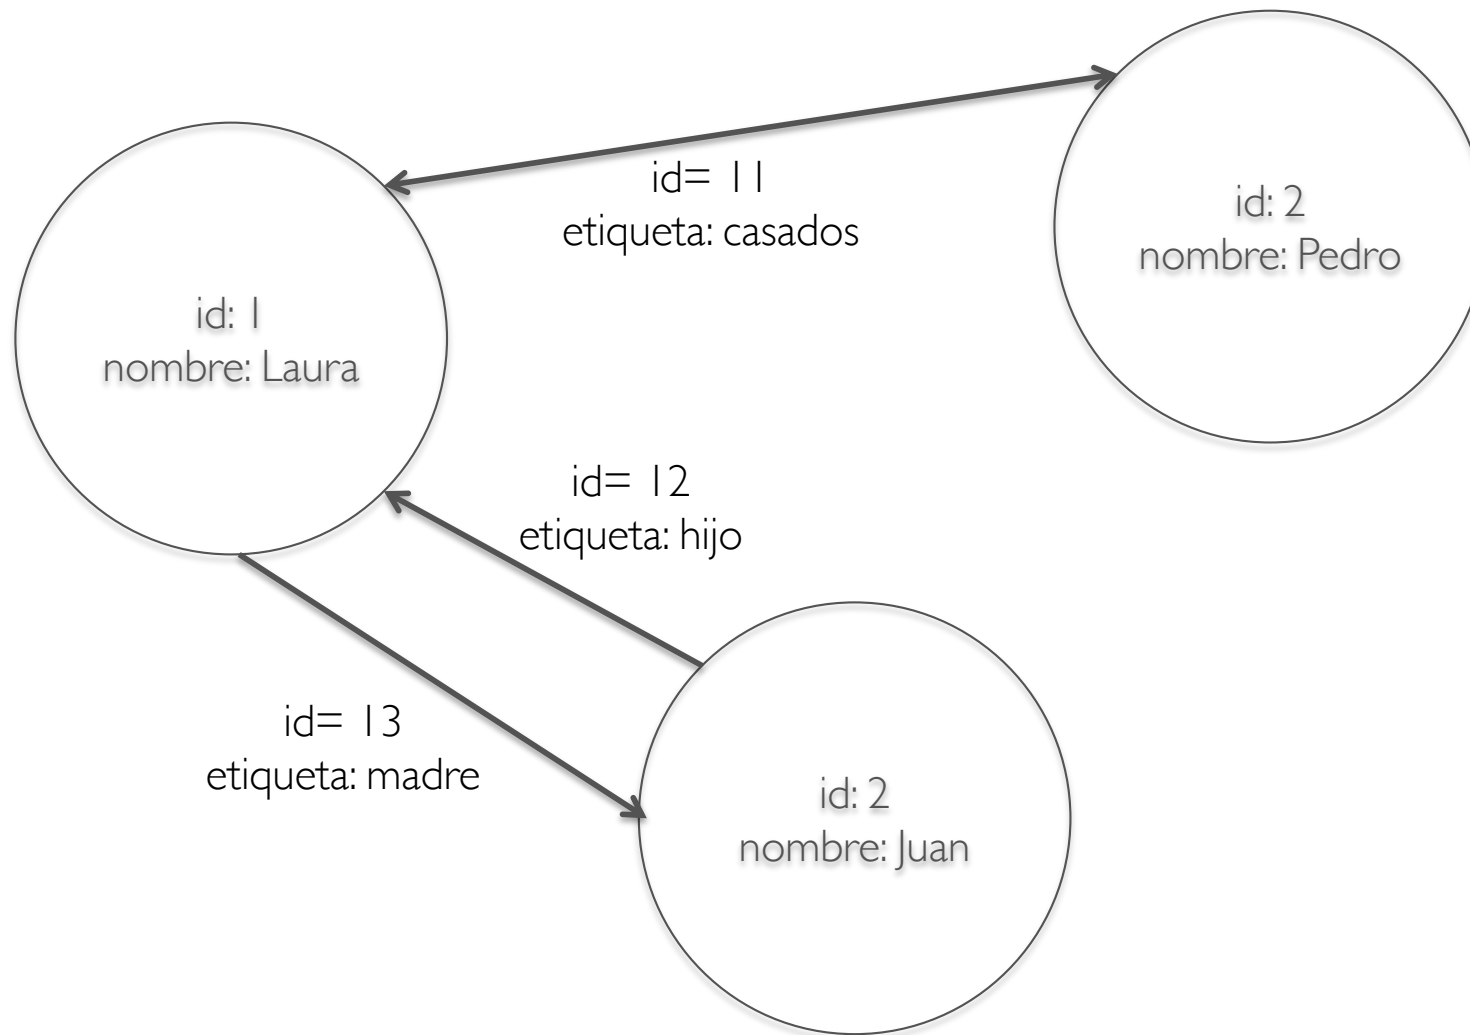 id= 11
etiqueta: casados
id: 2
nombre: Pedro
id: 1
nombre: Laura
id= 12
etiqueta: hijo
id= 13
etiqueta: madre
id: 2
nombre: Juan